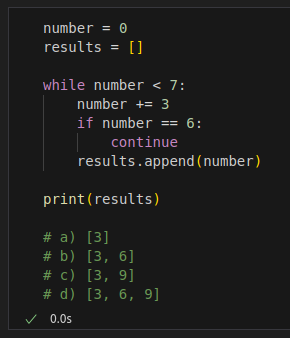 number = 0
results = []

while number < 7:
    number += 3
    if number == 6:
        continue
    results.append(number)

print(results)

# a) [3]
# b) [3, 6]
# c) [3, 9]
# d) [3, 6, 9]
✓ 0.0s